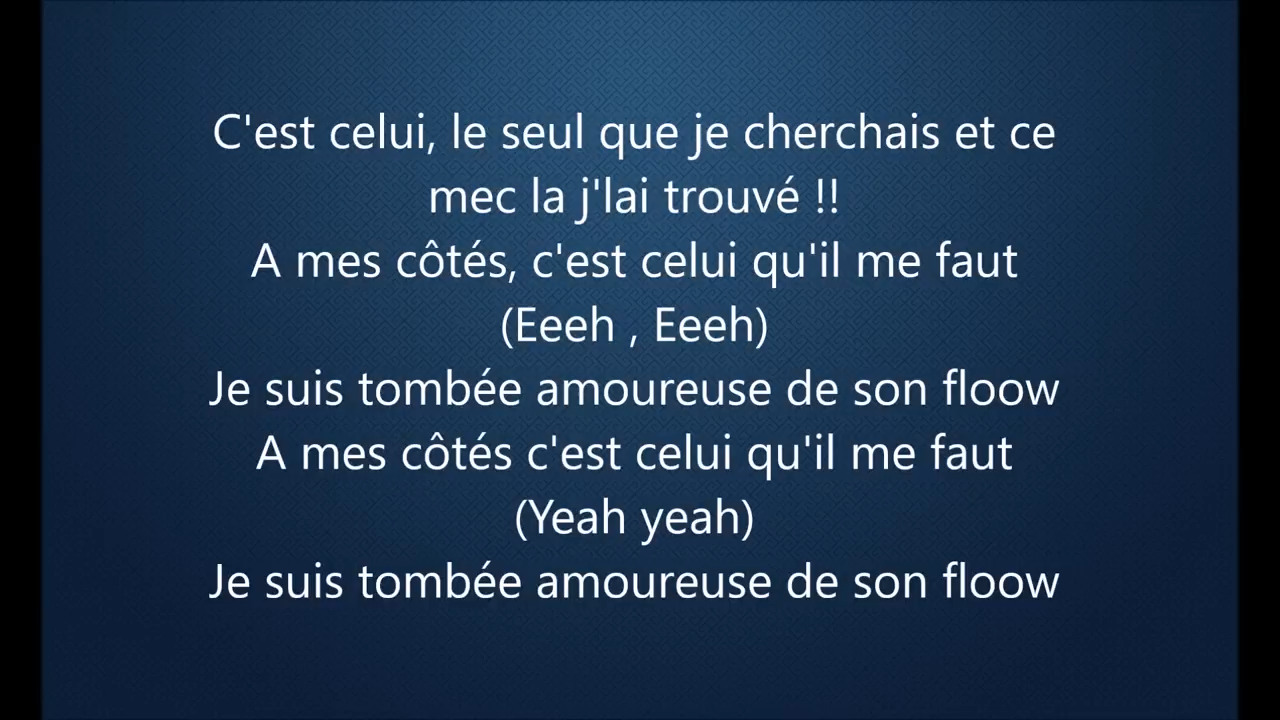 C'est celui, le seul que je cherchais et ce
mec la j'lai trouvé !!
A mes côtés, c'est celui qu'il me faut
(Eeeh , Eeeh)
Je suis tombée amoureuse de son floow
A mes côtés c'est celui qu'il me faut
(Yeah yeah)
Je suis tombée amoureuse de son floow